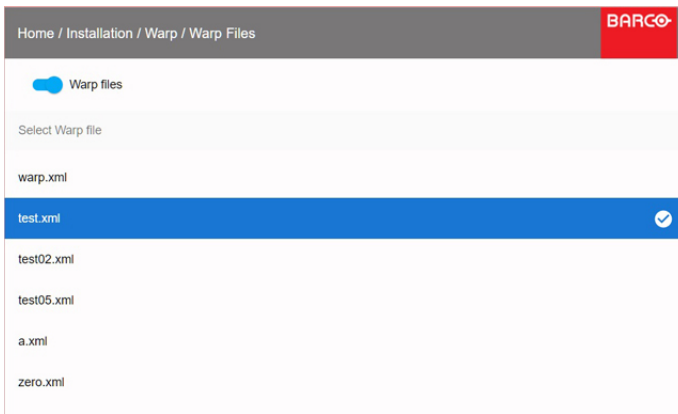 Home / Installation / Warp / Warp Files
BARCO
Warp files
Select Warp file
warp.xml
test.xml
test02.xml
test05.xml
a.xml
zero.xml